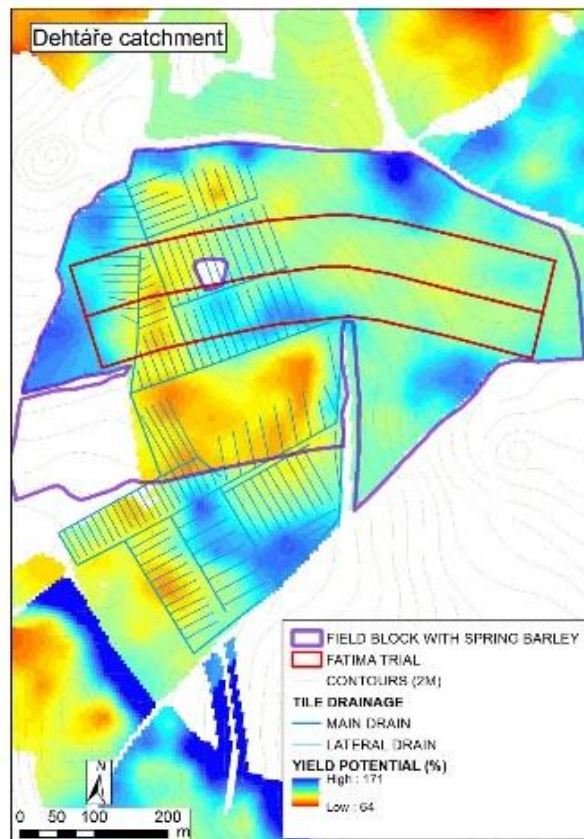 Dehtáře catchment
FIELD BLOCK WITH SPRING BARLEY
FATIMA TRIAL
CONTOURS (2M)
TILE DRAINAGE
MAIN DRAIN
LATERAL DRAIN
YIELD POTENTIAL (%)
High : 171
Low : 64
N
0 50 100 200
m